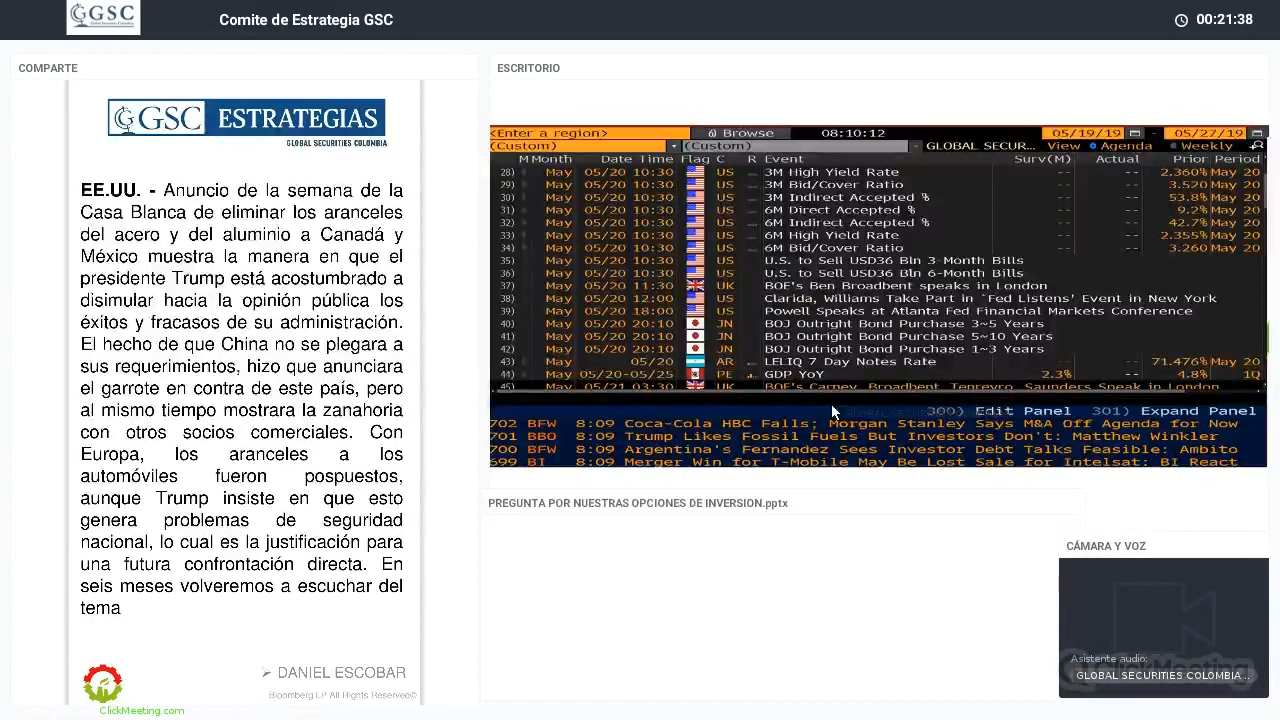 GSC
Comite de Estrategia GSC
00:21:38
COMPARTE
GSC ESTRATEGIAS
GLOBAL SECURITIES COLOMBIA
EE.UU. - Anuncio de la semana de la
Casa Blanca de eliminar los aranceles
del acero y del aluminio a Canadá y
México muestra la manera en que el
presidente Trump está acostumbrado a
disimular hacia la opinión pública los
éxitos y fracasos de su administración.
El hecho de que China no se plegara a
sus requerimientos, hizo que anunciara
el garrote en contra de este país, pero
al mismo tiempo mostrara la zanahoria
con otros socios comerciales. Con
Europa, los aranceles a los
automóviles fueron pospuestos,
aunque Trump insiste en que esto
genera problemas de seguridad
nacional, lo cual es la justificación para
una futura confrontación directa. En
seis meses volveremos a escuchar del
tema
➢ DANIEL ESCOBAR
Bloomberg LP All Rights Reserved©
ClickMeeting.com
ESCRITORIO
<Enter a region> Browse 08:10:12 05/19/19 - 05/27/19
(Custom) (Custom) GLOBAL SECUR... View Agenda Weekly
M Month Date Time Flag C R Event Surv(M) Actual Prior Period
28) May 05/20 10:30 US 3M High Yield Rate -- -- 2.360% May 20
29) May 05/20 10:30 US 3M Bid/Cover Ratio -- -- 3.520 May 20
30) May 05/20 10:30 US 3M Indirect Accepted % -- -- 53.8% May 20
31) May 05/20 10:30 US 6M Direct Accepted % -- -- 9.2% May 20
32) May 05/20 10:30 US 6M Indirect Accepted % -- -- 42.7% May 20
33) May 05/20 10:30 US 6M High Yield Rate -- -- 2.355% May 20
34) May 05/20 10:30 US 6M Bid/Cover Ratio -- -- 3.260 May 20
35) May 05/20 10:30 US U.S. to Sell USD36 Bln 3-Month Bills
36) May 05/20 10:30 US U.S. to Sell USD36 Bln 6-Month Bills
37) May 05/20 11:30 UK BOE's Ben Broadbent speaks in London
38) May 05/20 12:00 US Clarida, Williams Take Part in `Fed Listens' Event in New York
39) May 05/20 18:00 US Powell Speaks at Atlanta Fed Financial Markets Conference
40) May 05/20 20:10 JN BOJ Outright Bond Purchase 3~5 Years
41) May 05/20 20:10 JN BOJ Outright Bond Purchase 5~10 Years
42) May 05/20 20:10 JN BOJ Outright Bond Purchase 1~3 Years
43) May 05/20 AR LELIQ 7 Day Notes Rate -- -- 71.476% May 20
44) May 05/20-05/25 PE GDP YoY 2.3% -- 4.8% 1Q
45) May 05/21 03:30 UK BOE's Carney, Broadbent, Tenreyro, Saunders Speak in London
300) Edit Panel 301) Expand Panel
702 BFW 8:09 Coca-Cola HBC Falls; Morgan Stanley Says M&A Off Agenda for Now
701 BBO 8:09 Trump Likes Fossil Fuels But Investors Don't: Matthew Winkler
700 BFW 8:09 Argentina's Fernandez Sees Investor Debt Talks Feasible: Ambito
699 BI 8:09 Merger Win for T-Mobile May Be Lost Sale for Intelsat: BI React
PREGUNTA POR NUESTRAS OPCIONES DE INVERSION.pptx
CÁMARA Y VOZ
ClickMeeting
Asistente audio:
GLOBAL SECURITIES COLOMBIA ..